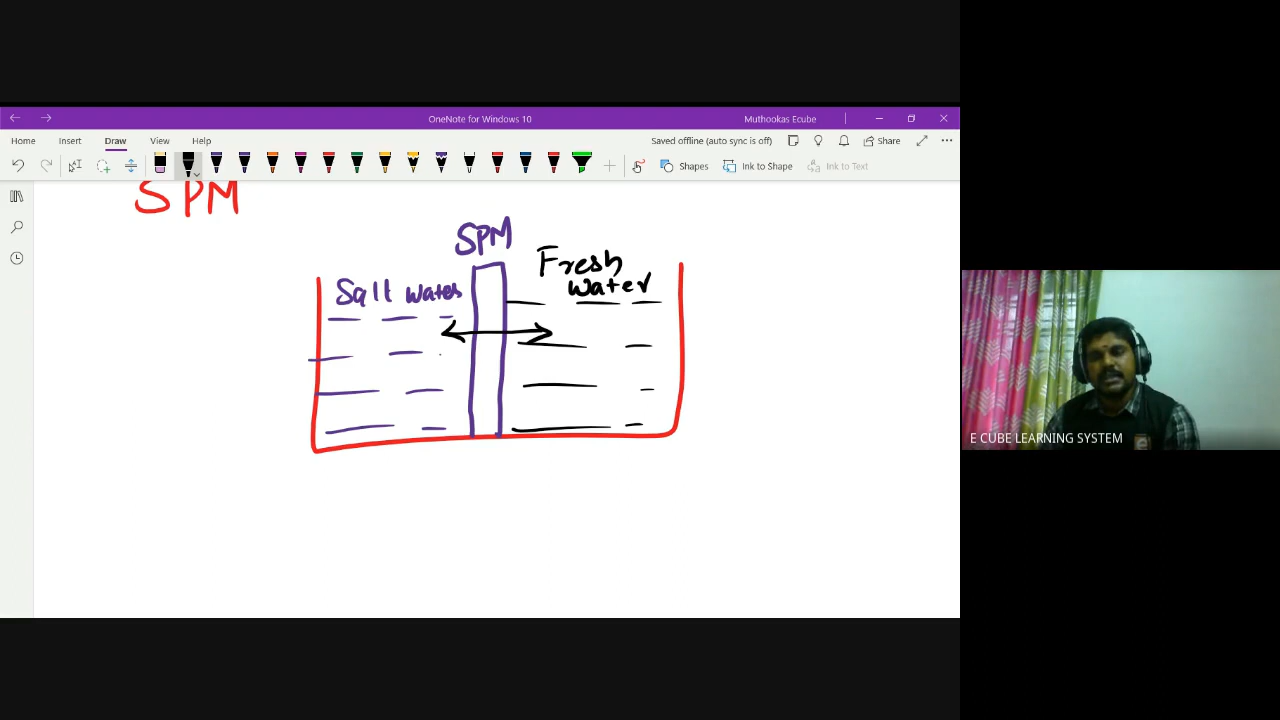 OneNote for Windows 10
Muthookas Ecube
Home Insert Draw View Help
Saved offline (auto sync is off)
Share
Shapes
Ink to Shape
Ink to Text
SPM
SPM
Fresh
Water
Salt water
E CUBE LEARNING SYSTEM